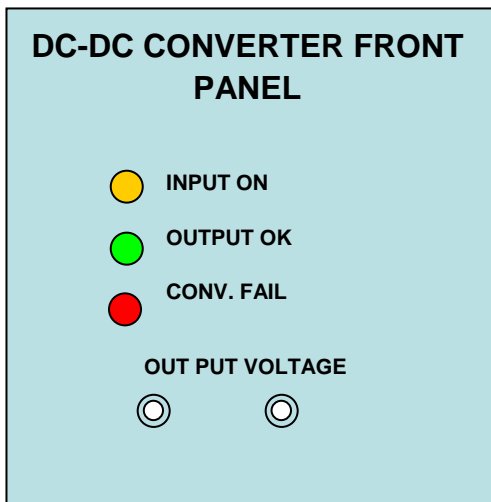 DC-DC CONVERTER FRONT
PANEL
INPUT ON
OUTPUT OK
CONV. FAIL
OUT PUT VOLTAGE